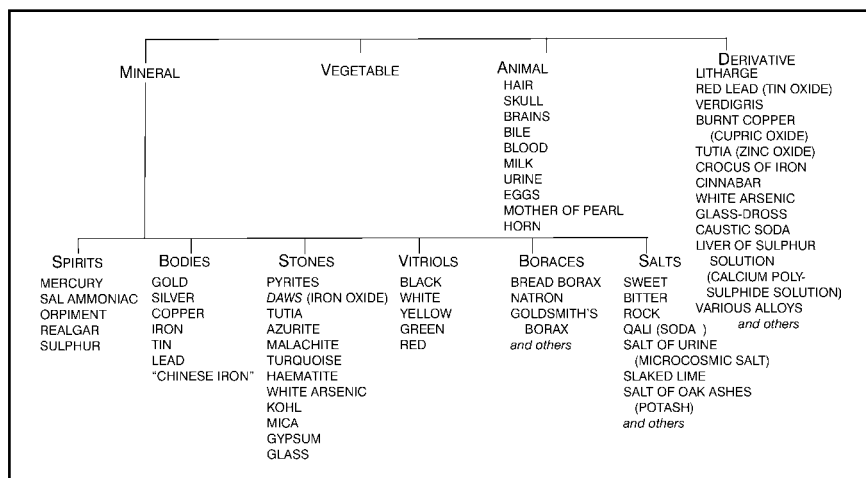 MINERAL
VEGETABLE
ANIMAL
HAIR
SKULL
BRAINS
BILE
BLOOD
MILK
URINE
EGGS
MOTHER OF PEARL
HORN
DERIVATIVE
LITHARGE
RED LEAD (TIN OXIDE)
VERDIGRIS
BURNT COPPER
(CUPRIC OXIDE)
TUTIA (ZINC OXIDE)
CROCUS OF IRON
CINNABAR
WHITE ARSENIC
GLASS-DROSS
CAUSTIC SODA
LIVER OF SULPHUR
SOLUTION
(CALCIUM POLY-
SULPHIDE SOLUTION)
VARIOUS ALLOYS
and others
SPIRITS
MERCURY
SAL AMMONIAC
ORPIMENT
REALGAR
SULPHUR
BODIES
GOLD
SILVER
COPPER
IRON
TIN
LEAD
“CHINESE IRON”
STONES
PYRITES
DAWS (IRON OXIDE)
TUTIA
AZURITE
MALACHITE
TURQUOISE
HAEMATITE
WHITE ARSENIC
KOHL
MICA
GYPSUM
GLASS
VITRIOLS
BLACK
WHITE
YELLOW
GREEN
RED
BORACES
BREAD BORAX
NATRON
GOLDSMITH'S
BORAX
and others
SALTS
SWEET
BITTER
ROCK
QALI (SODA )
SALT OF URINE
(MICROCOSMIC SALT)
SLAKED LIME
SALT OF OAK ASHES
(POTASH)
and others